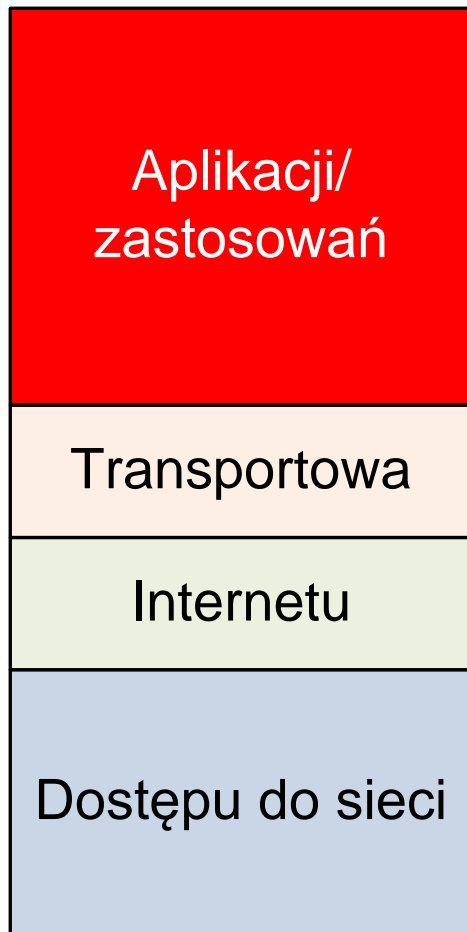 Aplikacji/
zastosowań
Transportowa
Internetu
Dostępu do sieci